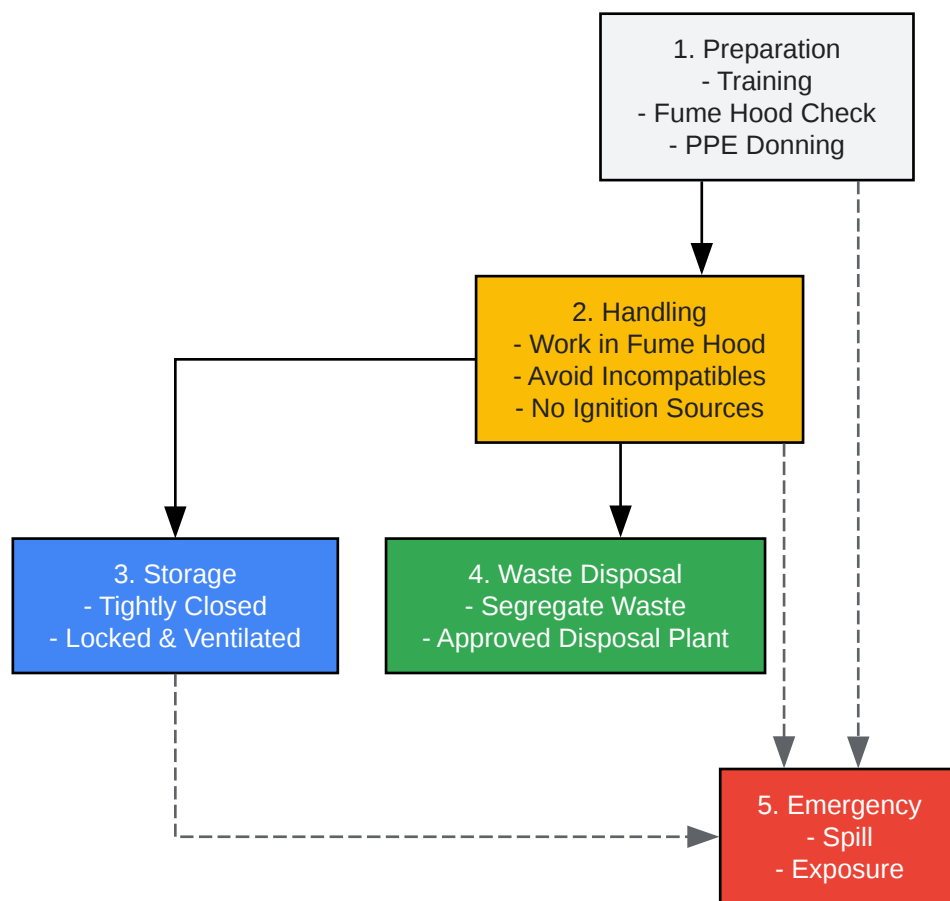 1. Preparation
- Training
- Fume Hood Check
- PPE Donning
2. Handling
- Work in Fume Hood
- Avoid Incompatibles
- No Ignition Sources
3. Storage
- Tightly Closed
- Locked & Ventilated
4. Waste Disposal
- Segregate Waste
- Approved Disposal Plant
5. Emergency
- Spill
- Exposure